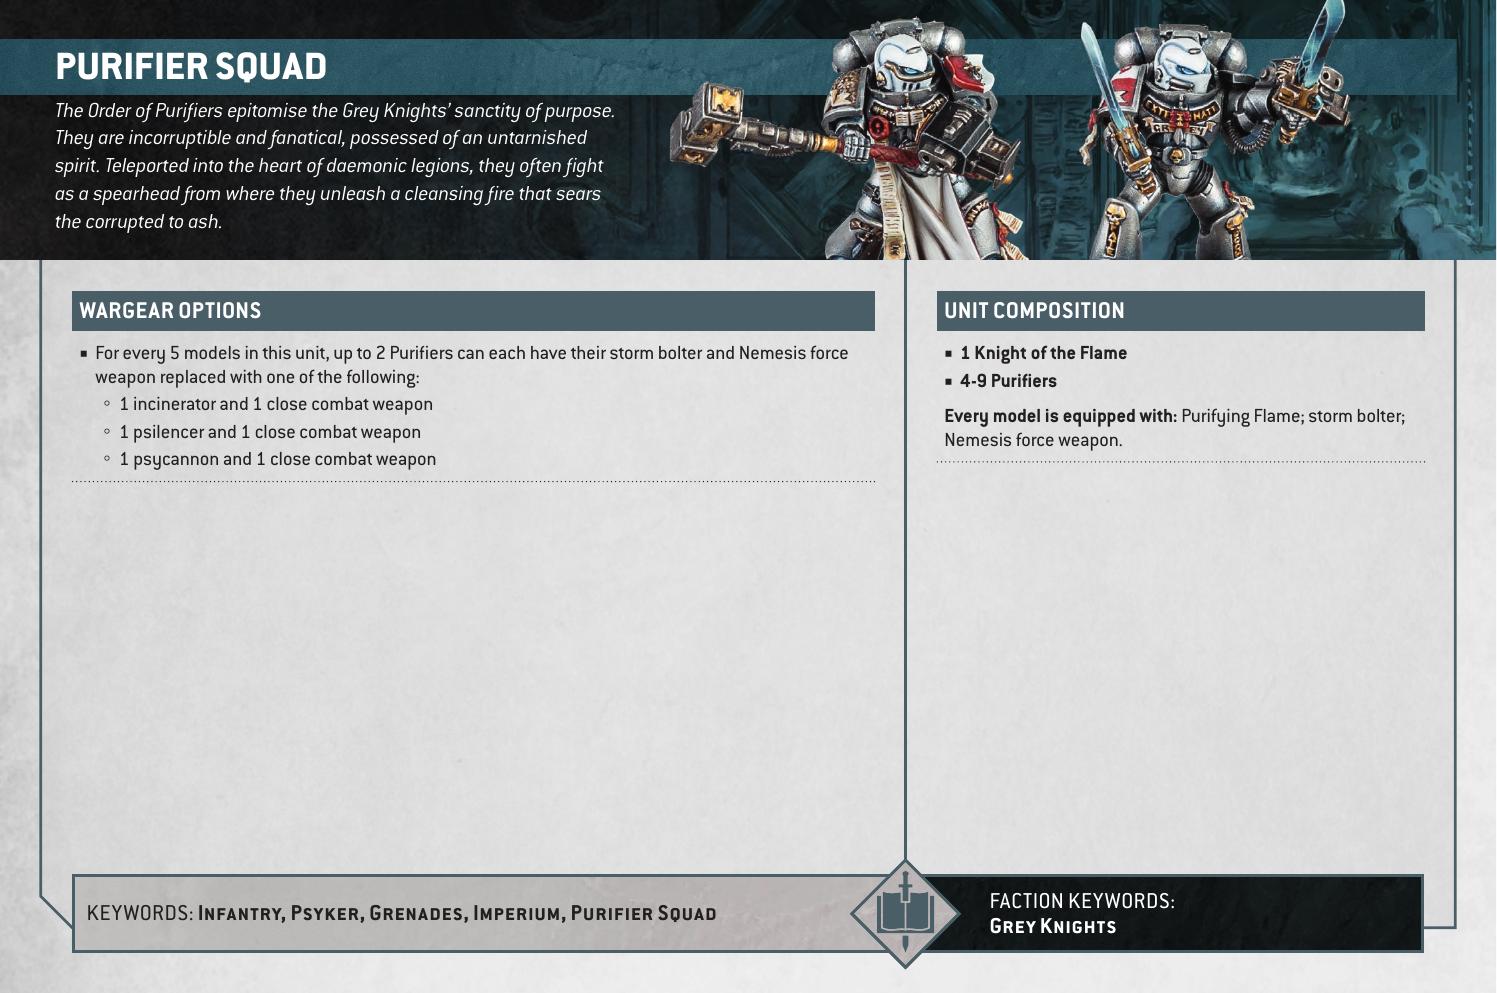 PURIFIER SQUAD
The Order of Purifiers epitomise the Grey Knights’ sanctity of purpose.
They are incorruptible and fanatical, possessed of an untarnished
spirit. Teleported into the heart of daemonic legions, they often fight
as a spearhead from where they unleash a cleansing fire that sears
the corrupted to ash.
WARGEAR OPTIONS
■ For every 5 models in this unit, up to 2 Purifiers can each have their storm bolter and Nemesis force
weapon replaced with one of the following:
◦ 1 incinerator and 1 close combat weapon
◦ 1 psilencer and 1 close combat weapon
◦ 1 psycannon and 1 close combat weapon
UNIT COMPOSITION
■ 1 Knight of the Flame
■ 4-9 Purifiers
Every model is equipped with: Purifying Flame; storm bolter;
Nemesis force weapon.
KEYWORDS: Infantry, Psyker, Grenades, Imperium, Purifier Squad
FACTION KEYWORDS:
Grey Knights